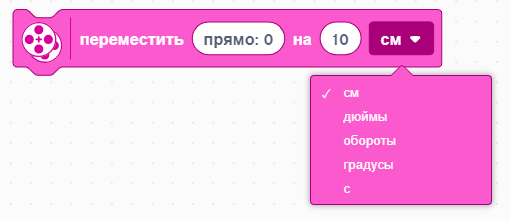 переместить прямо: 0 на 10 см
см
дюймы
обороты
градусы
с